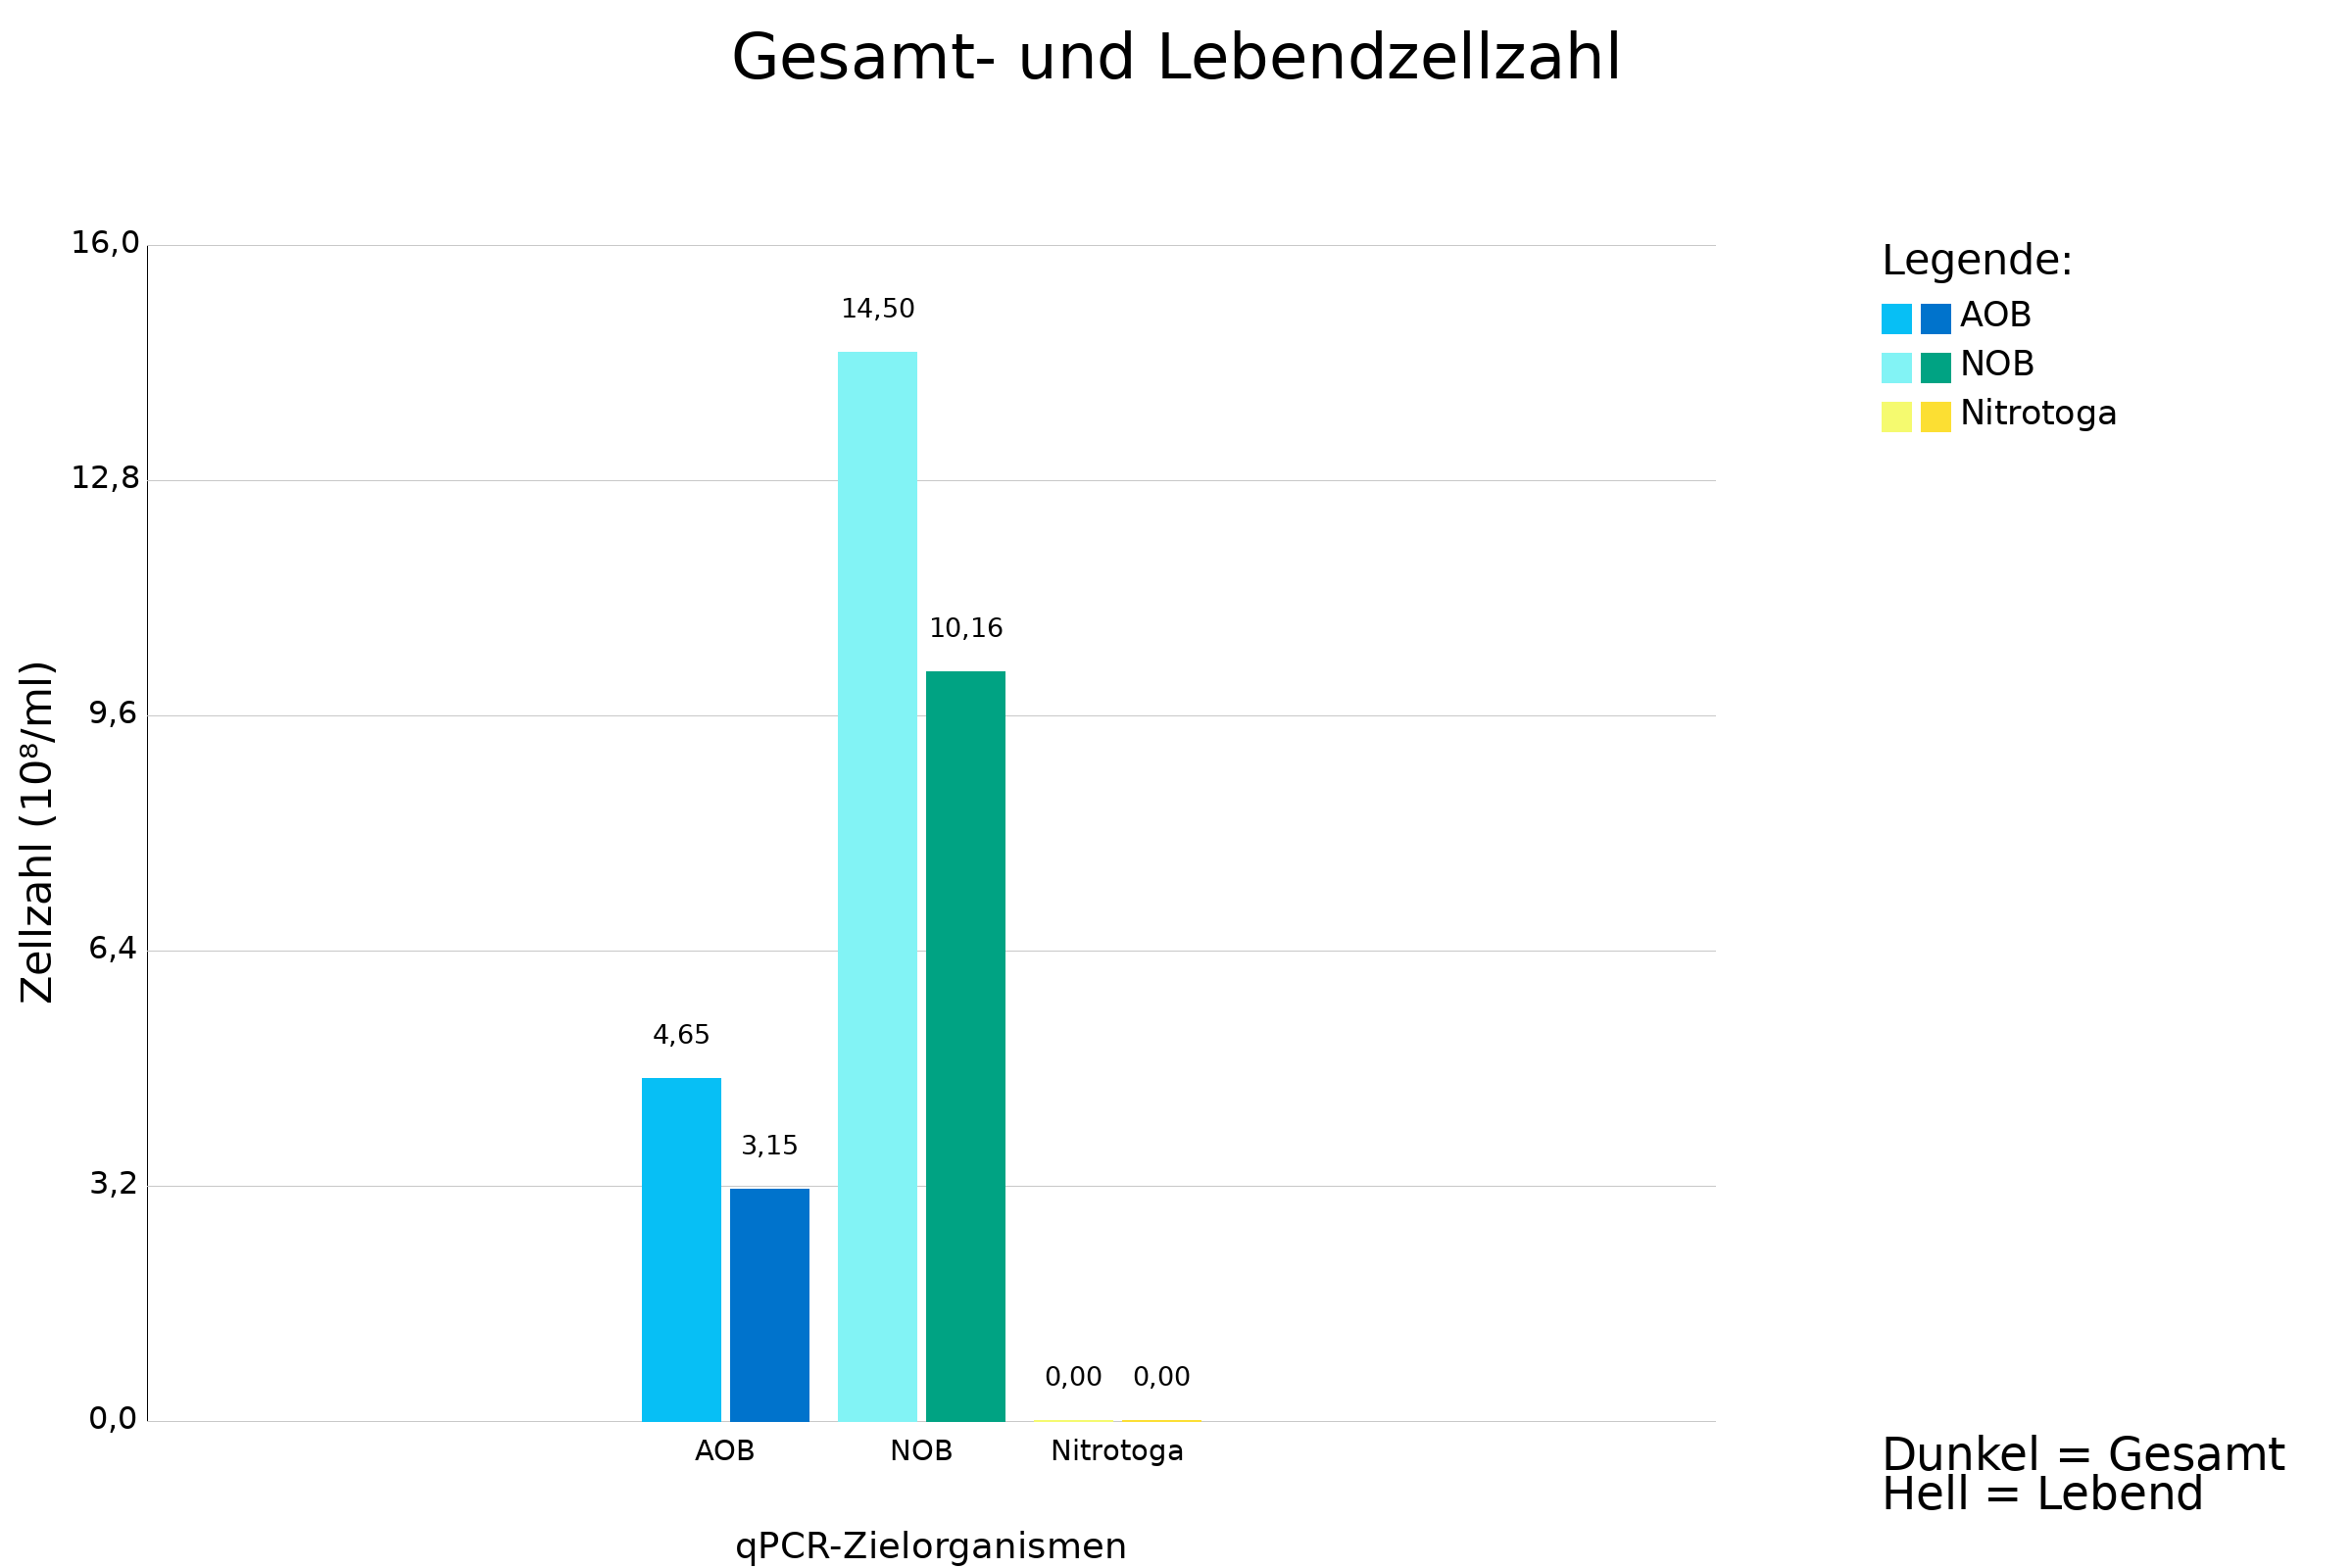 Gesamt- und Lebendzellzahl
Zellzahl (10⁸/ml)
16,0
12,8
9,6
6,4
3,2
0,0
4,65
3,15
14,50
10,16
0,00
0,00
AOB
NOB
Nitrotoga
qPCR-Zielorganismen
Legende:
AOB
NOB
Nitrotoga
Dunkel = Gesamt
Hell = Lebend